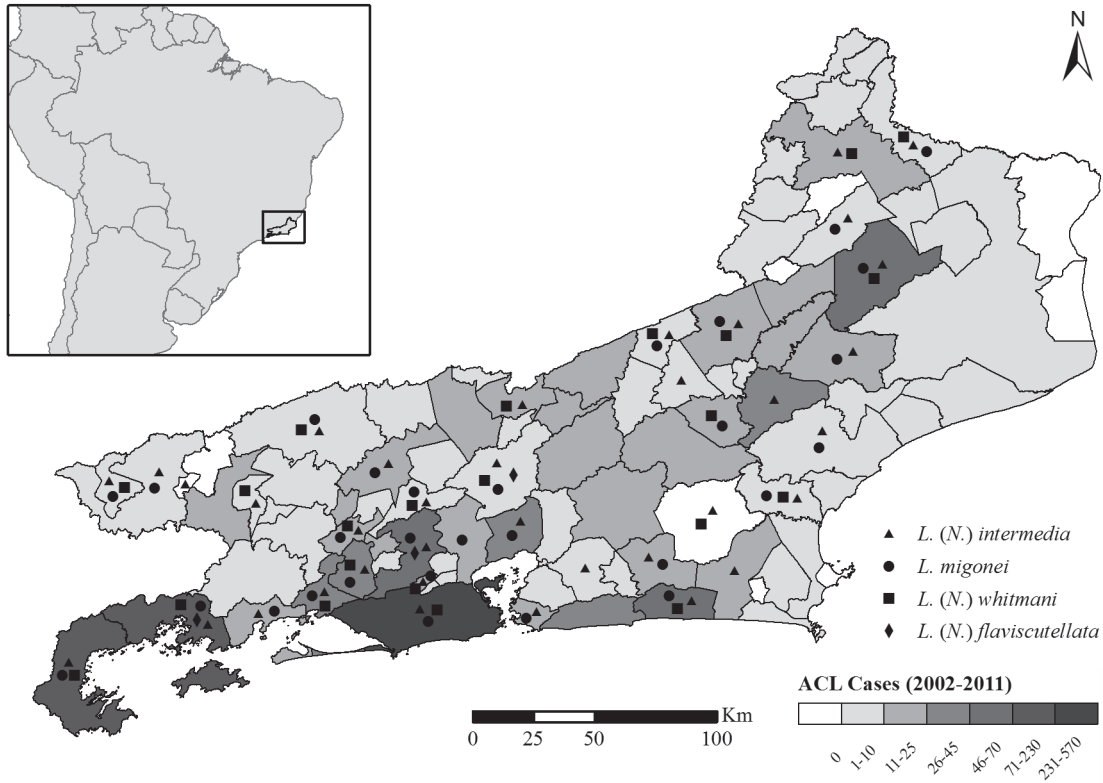 N
L. (N.) intermedia
L. migonei
L. (N.) whitmani
L. (N.) flaviscutellata
ACL Cases (2002-2011)
0
1-10
11-25
26-45
46-70
71-230
231-570
Km
0 25 50 100